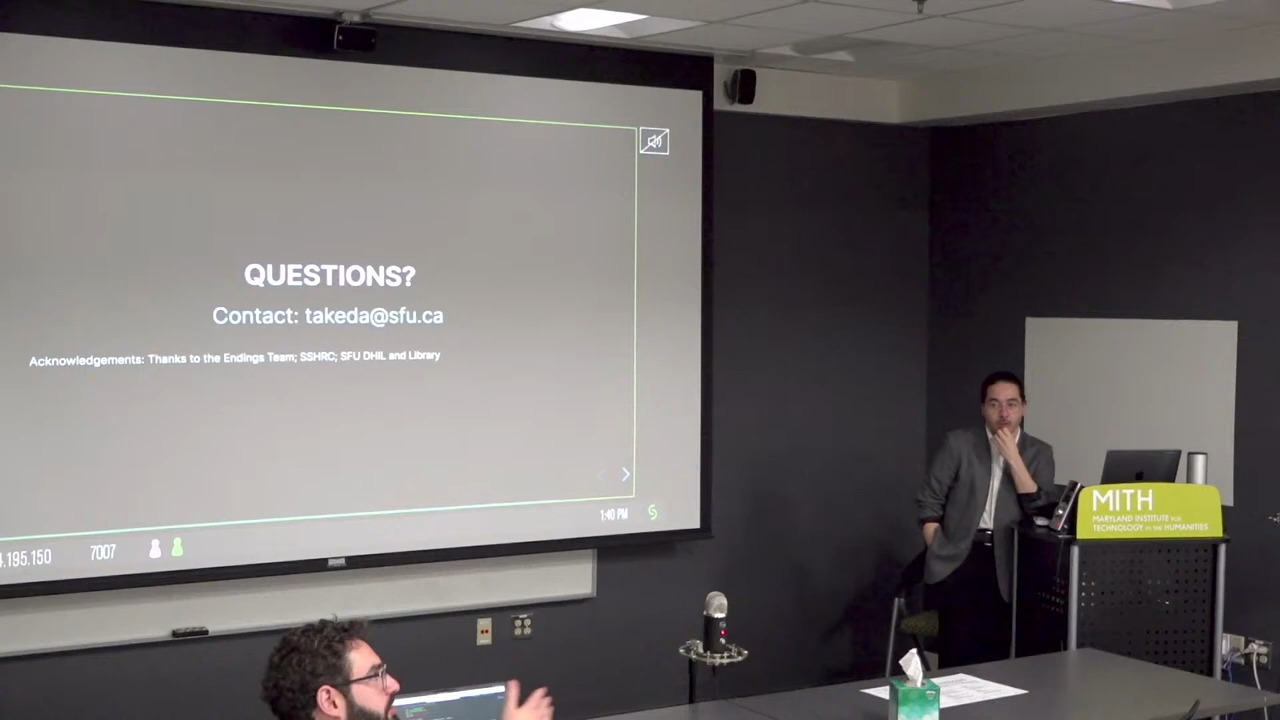 QUESTIONS?
Contact: takeda@sfu.ca
Acknowledgements: Thanks to the Endings Team; SSHRC; SFU DHIL and Library
1:40 PM
.195.150
7007
MITH
MARYLAND INSTITUTE FOR
TECHNOLOGY IN THE HUMANITIES